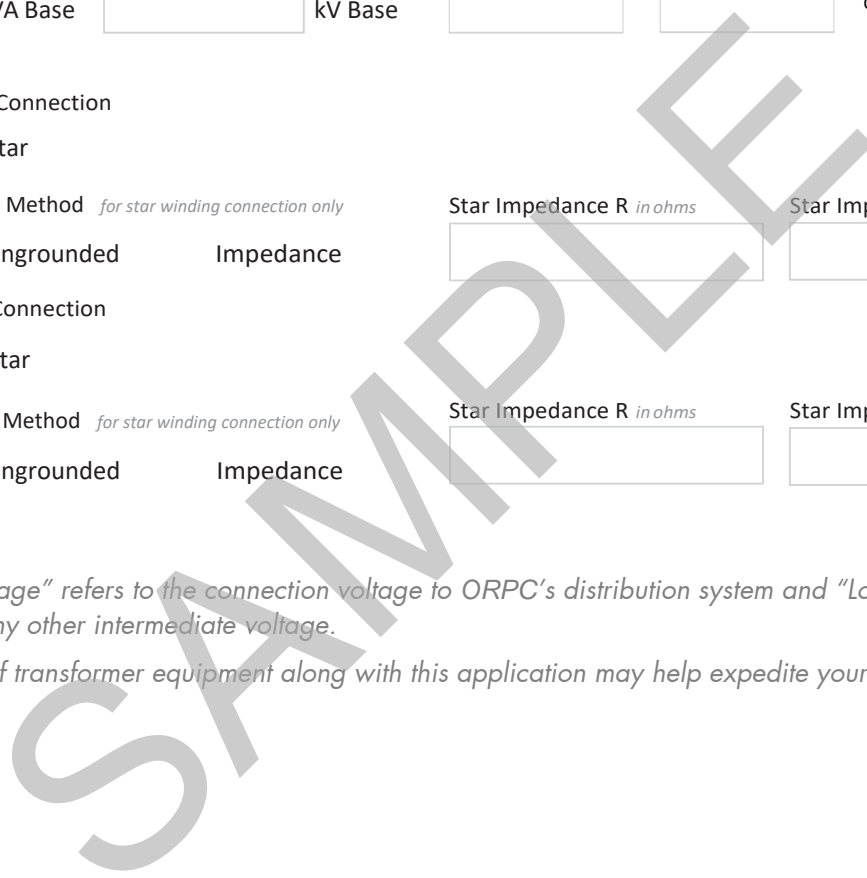 VA Base kV Base
Connection
tar
Method for star winding connection only Star Impedance R in ohms Star Imp
ngrounded Impedance
Connection
tar
Method for star winding connection only Star Impedance R in ohms Star Imp
ngrounded Impedance
age” refers to the connection voltage to ORPC’s distribution system and “Lo
ny other intermediate voltage.
f transformer equipment along with this application may help expedite your
SAMPLE